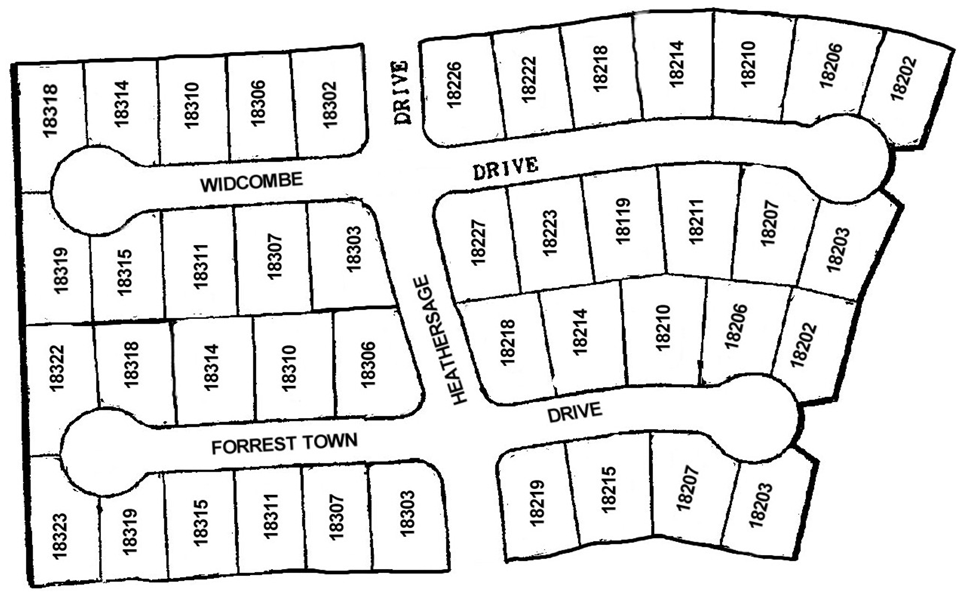 18318 18314 18310 18306 18302 DRIVE 18226 18222 18218 18214 18210 18206 18202
WIDCOMBE DRIVE
18319 18315 18311 18307 18303 18227 18223 18119 18211 18207 18203
HEATHERSAGE
18322 18318 18314 18310 18306 18218 18214 18210 18206 18202
FORREST TOWN DRIVE
18323 18319 18315 18311 18307 18303 18219 18215 18207 18203